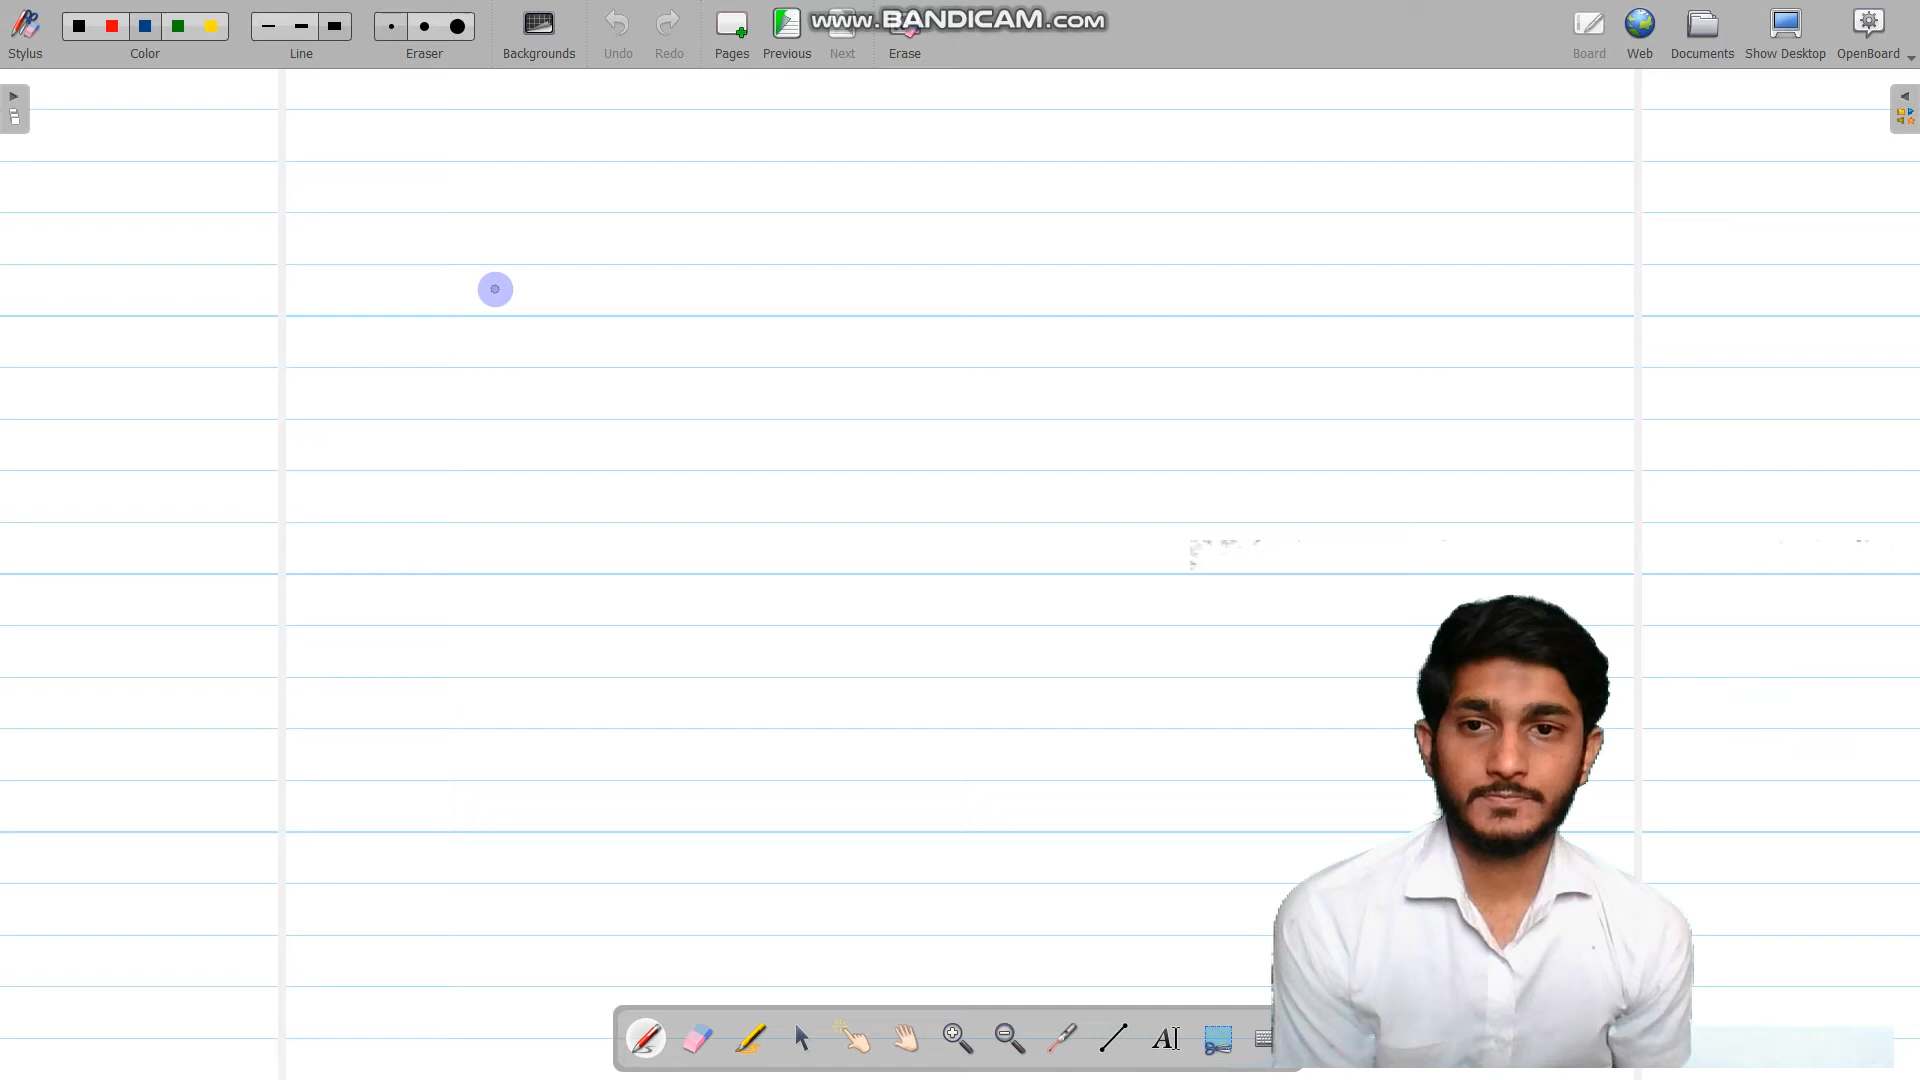 www.BANDICAM.com
Stylus Color Line Eraser Backgrounds Undo Redo Pages Previous Next Erase Board Web Documents Show Desktop OpenBoard